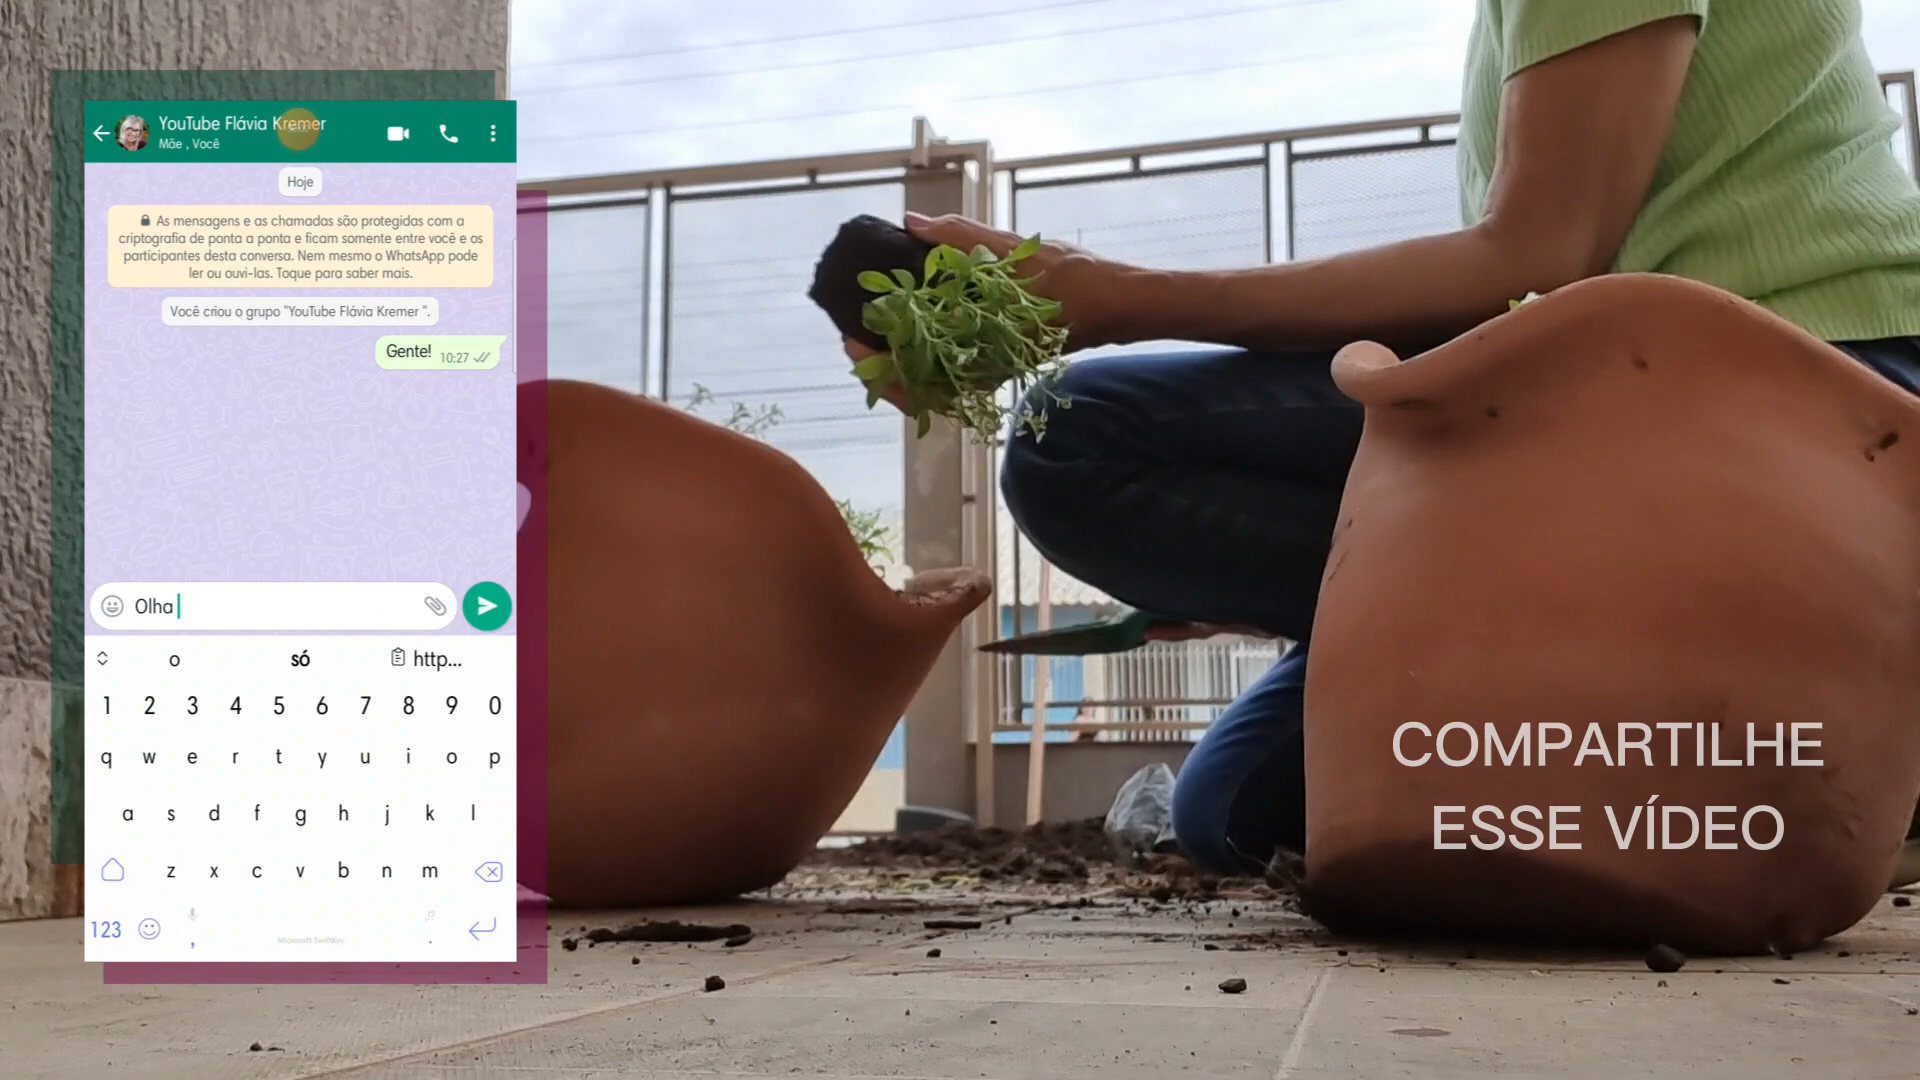 YouTube Flávia Kremer
Mãe , Você
Hoje
As mensagens e as chamadas são protegidas com a
criptografia de ponta a ponta e ficam somente entre você e os
participantes desta conversa. Nem mesmo o WhatsApp pode
ler ou ouvi-las. Toque para saber mais.
Você criou o grupo "YouTube Flávia Kremer ".
Gente! 10:27
Olha
o só http...
1 2 3 4 5 6 7 8 9 0
q w e r t y u i o p
a s d f g h j k l
z x c v b n m
123 , Microsoft SwiftKey . ,!?
COMPARTILHE
ESSE VÍDEO